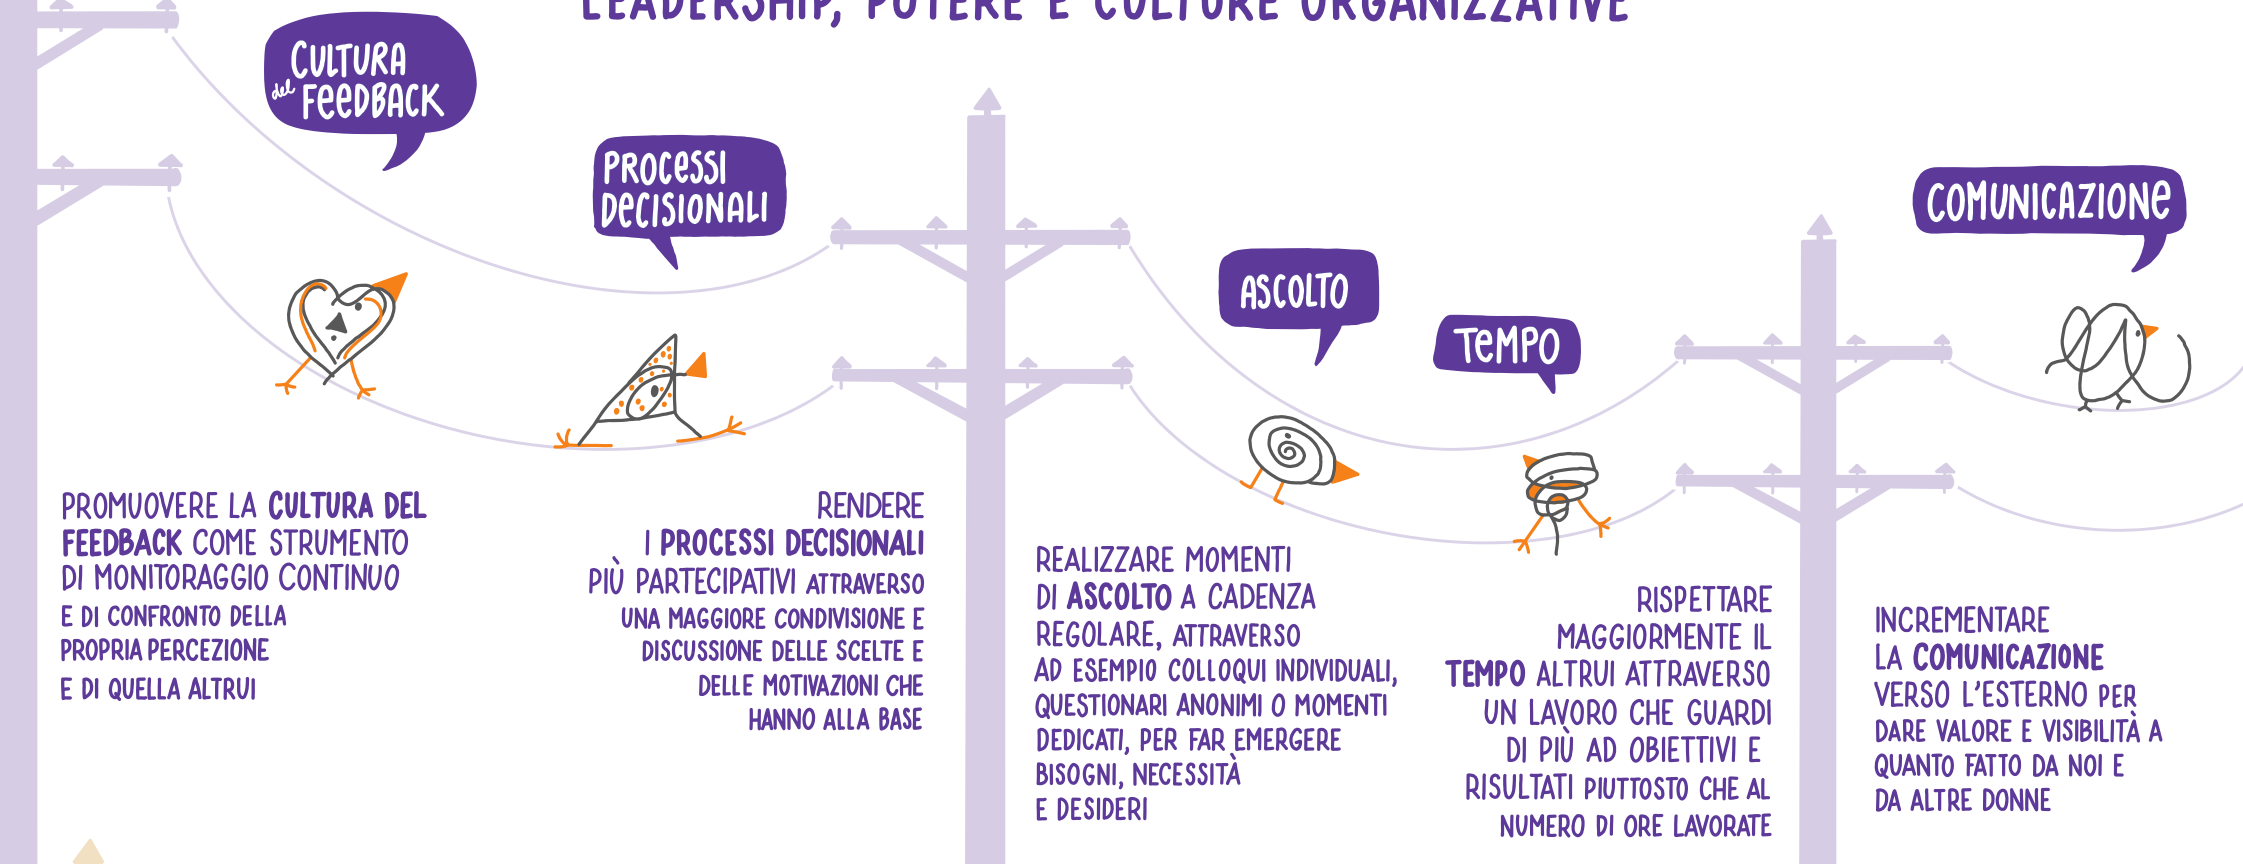 LEADERSHIP, POTERE E CULTURE ORGANIZZATIVE
CULTURA
del FEEDBACK
PROCESSI
DECISIONALI
ASCOLTO
TEMPO
COMUNICAZIONE
PROMUOVERE LA CULTURA DEL
FEEDBACK COME STRUMENTO
DI MONITORAGGIO CONTINUO
E DI CONFRONTO DELLA
PROPRIA PERCEZIONE
E DI QUELLA ALTRUI
RENDERE
I PROCESSI DECISIONALI
PIÙ PARTECIPATIVI ATTRAVERSO
UNA MAGGIORE CONDIVISIONE E
DISCUSSIONE DELLE SCELTE E
DELLE MOTIVAZIONI CHE
HANNO ALLA BASE
REALIZZARE MOMENTI
DI ASCOLTO A CADENZA
REGOLARE, ATTRAVERSO
AD ESEMPIO COLLOQUI INDIVIDUALI,
QUESTIONARI ANONIMI O MOMENTI
DEDICATI, PER FAR EMERGERE
BISOGNI, NECESSITÀ
E DESIDERI
RISPETTARE
MAGGIORMENTE IL
TEMPO ALTRUI ATTRAVERSO
UN LAVORO CHE GUARDI
DI PIÙ AD OBIETTIVI E
RISULTATI PIUTTOSTO CHE AL
NUMERO DI ORE LAVORATE
INCREMENTARE
LA COMUNICAZIONE
VERSO L'ESTERNO PER
DARE VALORE E VISIBILITÀ A
QUANTO FATTO DA NOI E
DA ALTRE DONNE